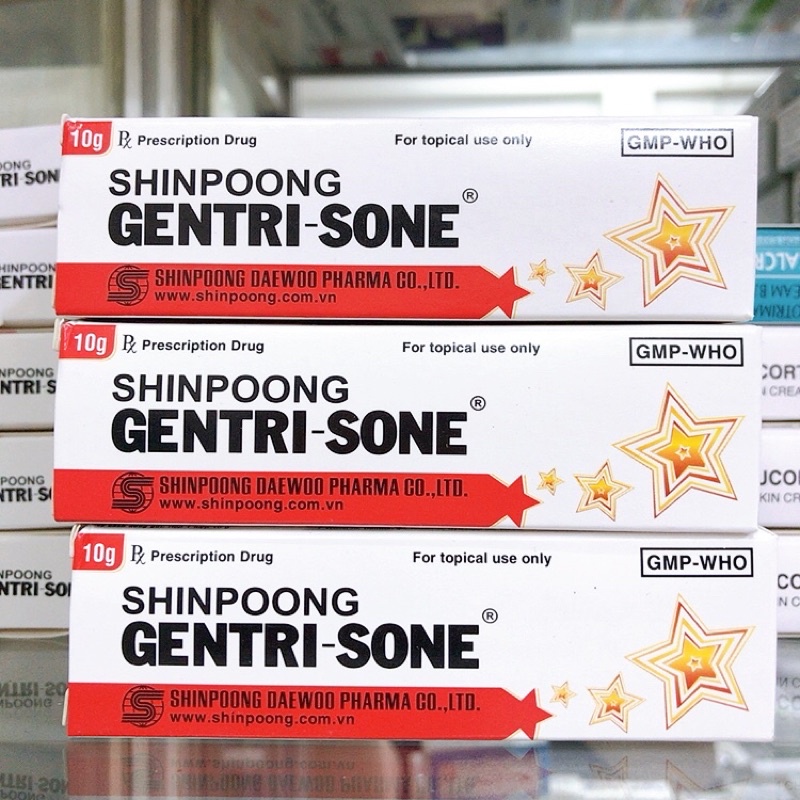 10g Rx Prescription Drug For topical use only GMP-WHO
SHINPOONG
GENTRI-SONE®
SHINPOONG DAEWOO PHARMA CO.,LTD.
www.shinpoong.com.vn
10g Rx Prescription Drug For topical use only GMP-WHO
SHINPOONG
GENTRI-SONE®
SHINPOONG DAEWOO PHARMA CO.,LTD.
www.shinpoong.com.vn
10g Rx Prescription Drug For topical use only GMP-WHO
SHINPOONG
GENTRI-SONE®
SHINPOONG DAEWOO PHARMA CO.,LTD.
www.shinpoong.com.vn